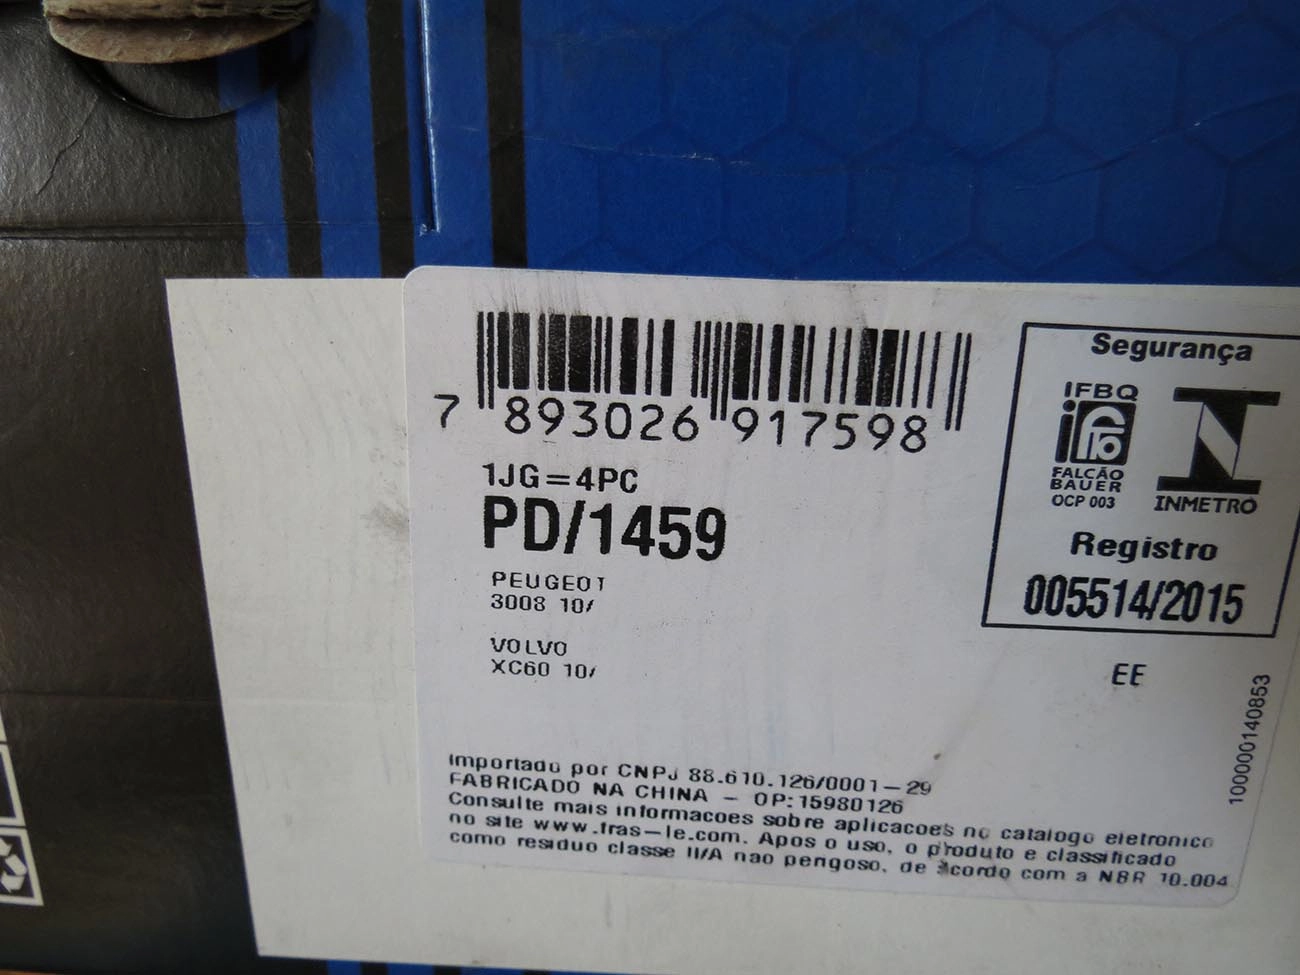 7 893026 917598
1JG=4PC
PD/1459
PEUGEOT
3008 10/
VOLVO
XC60 10/
Segurança
IFBQ
FALCÃO
BAUER
OCP 003
INMETRO
Registro
005514/2015
EE
10000140853
Importado por CNPJ 88.610.126/0001-29
FABRICADO NA CHINA - OP:15980126
Consulte mais informacoes sobre aplicacoes no catalogo eletronico
no site www.fras-le.com. Apos o uso, o produto e classificado
como residuo classe II/A nao perigoso, de acordo com a NBR 10.004